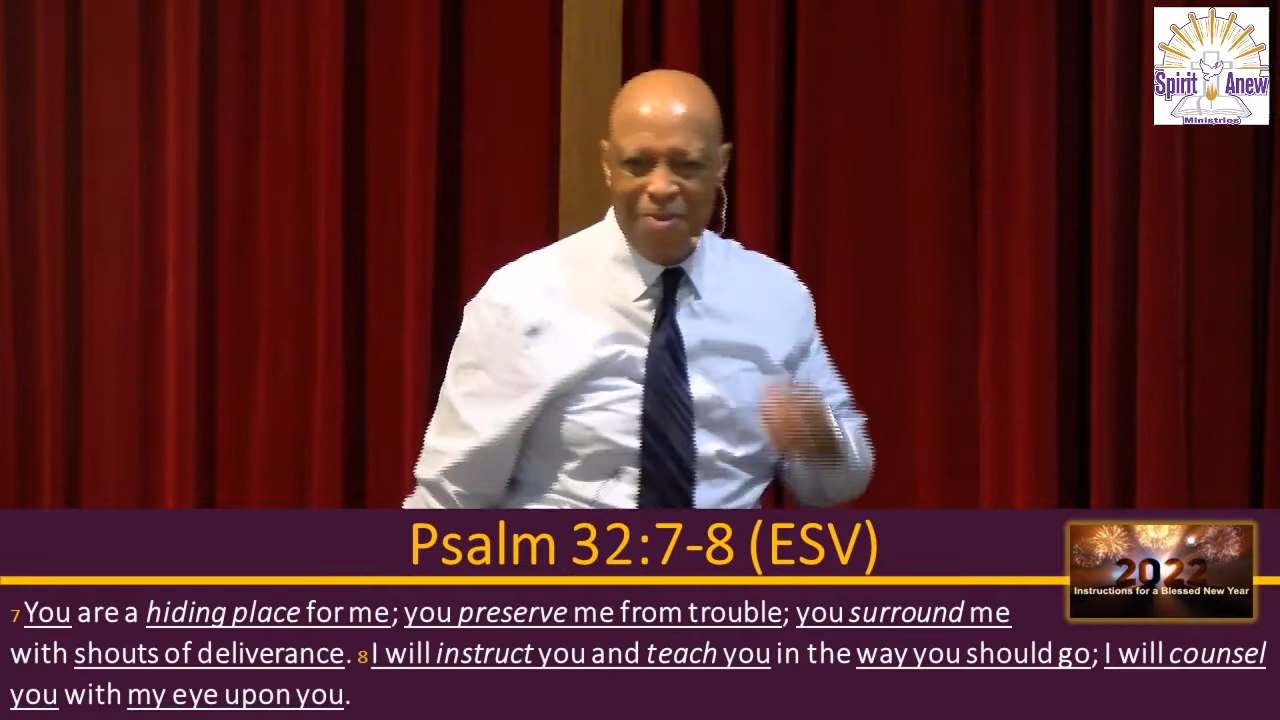 Spirit Anew
Ministries
Psalm 32:7-8 (ESV)
2022
Instructions for a Blessed New Year
7 You are a hiding place for me; you preserve me from trouble; you surround me
with shouts of deliverance. 8 I will instruct you and teach you in the way you should go; I will counsel
you with my eye upon you.